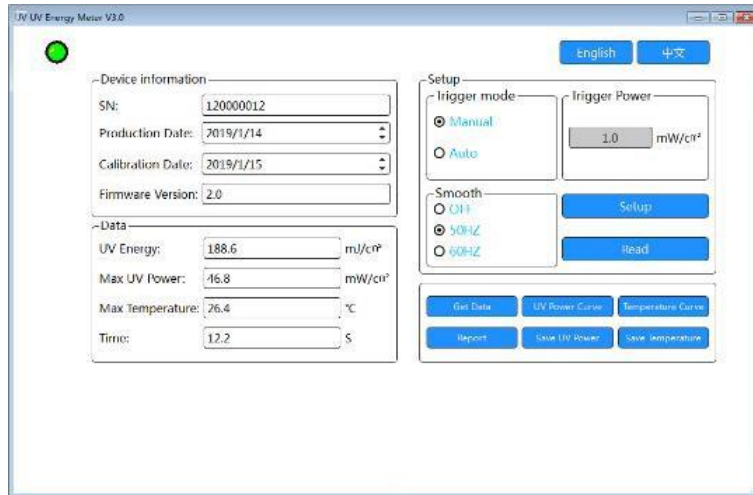 UV UV Energy Meter V3.0
English
中文
Device information
SN:
120000012
Production Date:
2019/1/14
Calibration Date:
2019/1/15
Firmware Version:
2.0
Data
UV Energy:
188.6
mJ/cm²
Max UV Power:
46.8
mW/cm²
Max Temperature:
26.4
℃
Time:
12.2
S
Setup
Trigger mode
Manual
Auto
Trigger Power
1.0
mW/cm²
Smooth
OFF
50HZ
60HZ
Setup
Read
Get Data
UV Power Curve
Temperature Curve
Report
Save UV Power
Save Temperature